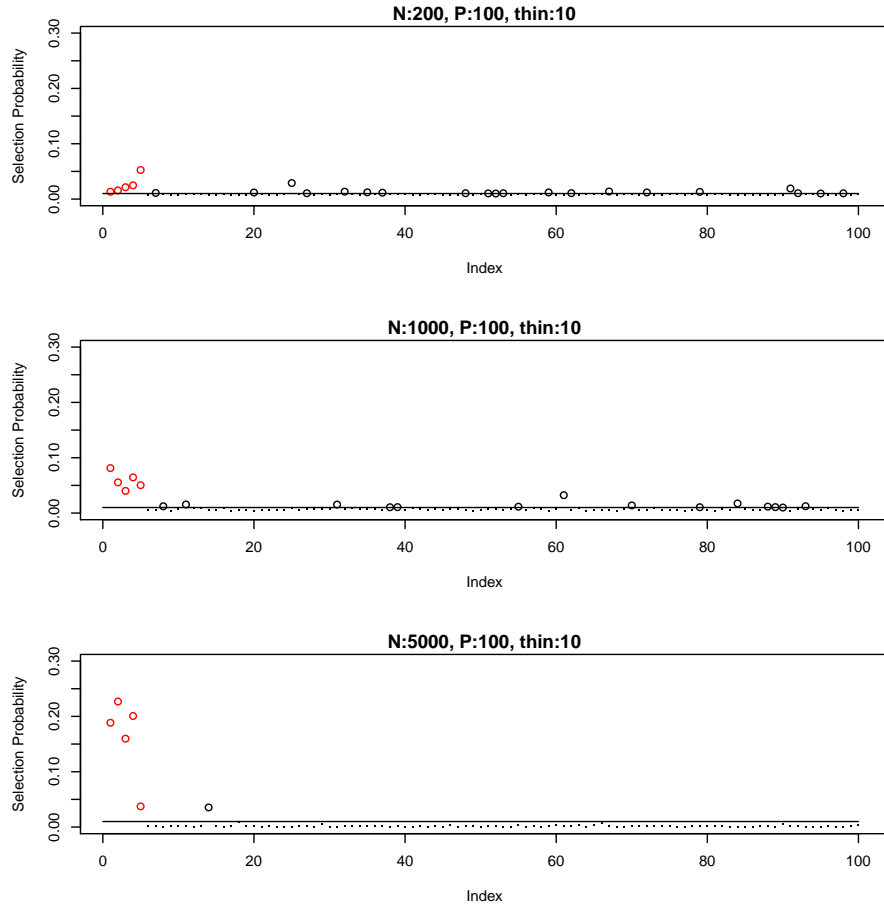 N:200, P:100, thin:10
Selection Probability
0.30
0.20
0.10
0.00
0 20 40 60 80 100
Index
N:1000, P:100, thin:10
Selection Probability
0.30
0.20
0.10
0.00
0 20 40 60 80 100
Index
N:5000, P:100, thin:10
Selection Probability
0.30
0.20
0.10
0.00
0 20 40 60 80 100
Index